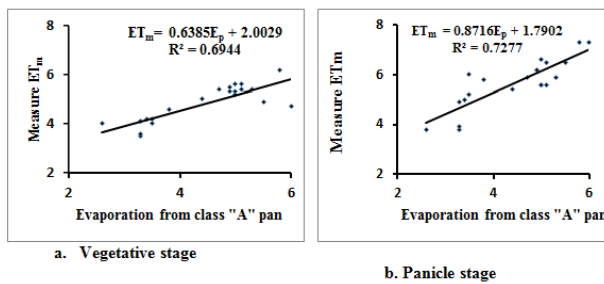 ETm= 0.6385Ep + 2.0029
R² = 0.6944
Measure ETm
8
6
4
2
2 4 6
Evaporation from class "A" pan
a. Vegetative stage
ETm = 0.8716Ep + 1.7902
R² = 0.7277
Measure ETm
8
6
4
2
2 4 6
Evaporation from class "A" pan
b. Panicle stage